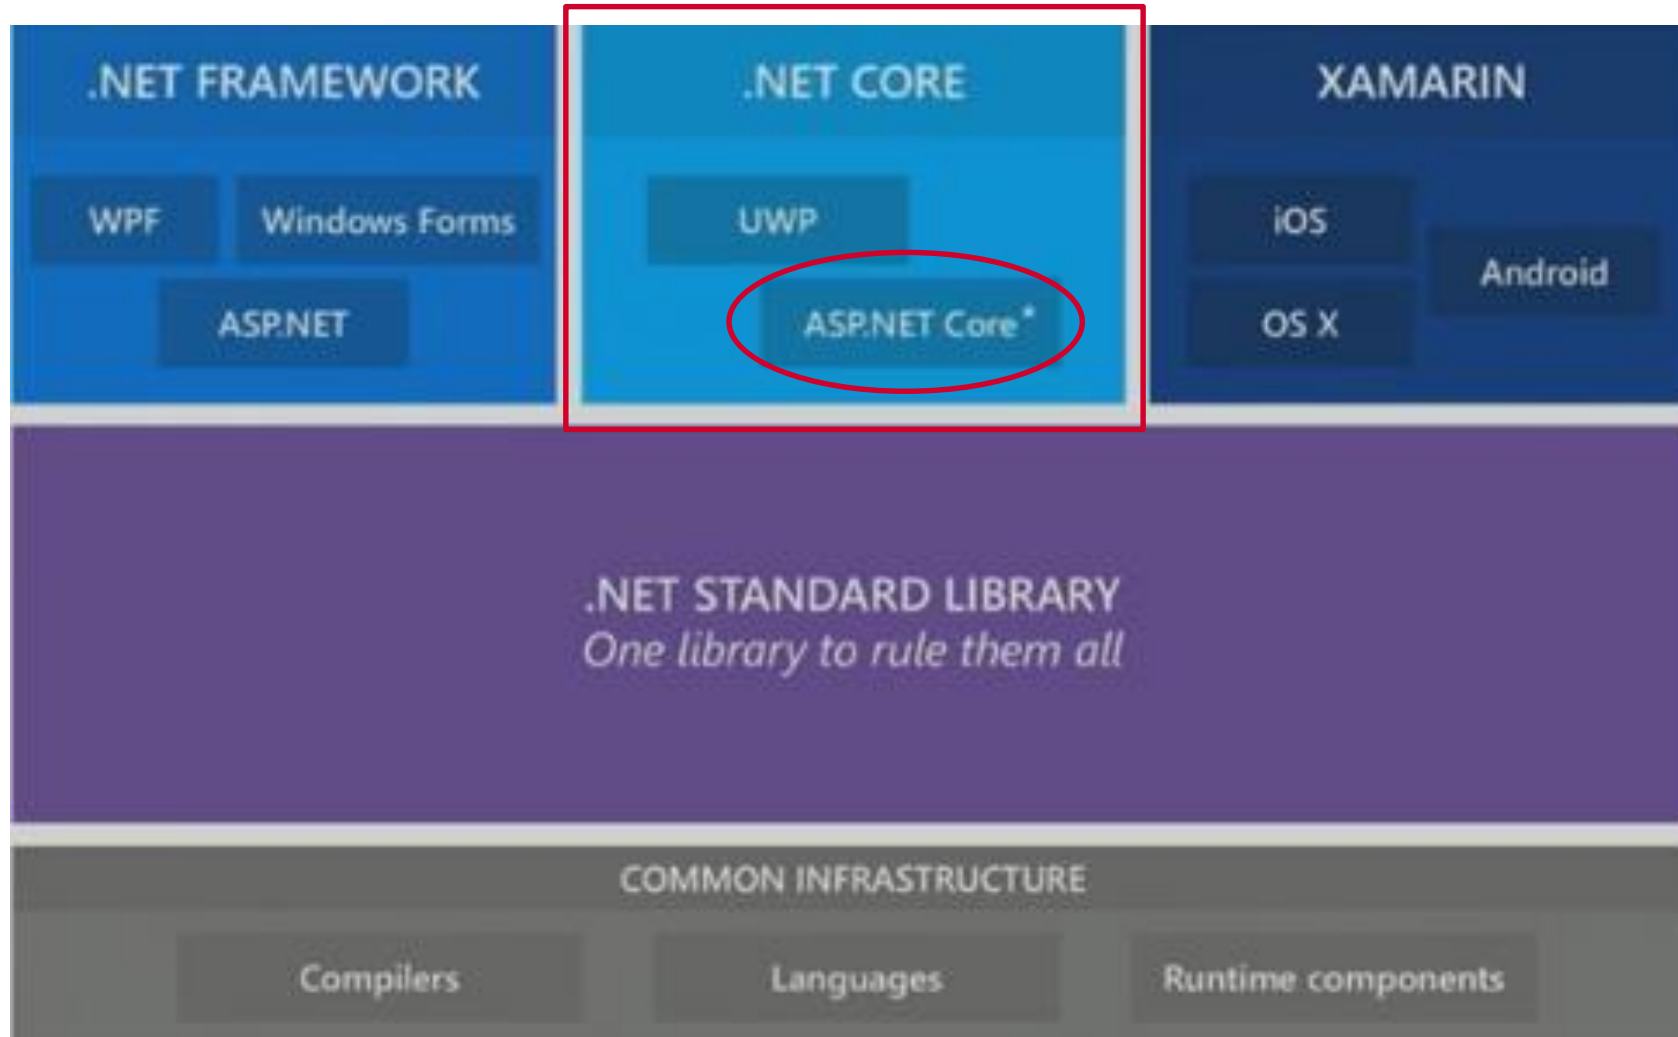 .NET FRAMEWORK
WPF
Windows Forms
ASP.NET
.NET CORE
UWP
ASP.NET Core*
XAMARIN
iOS
Android
OS X
.NET STANDARD LIBRARY
One library to rule them all
COMMON INFRASTRUCTURE
Compilers
Languages
Runtime components